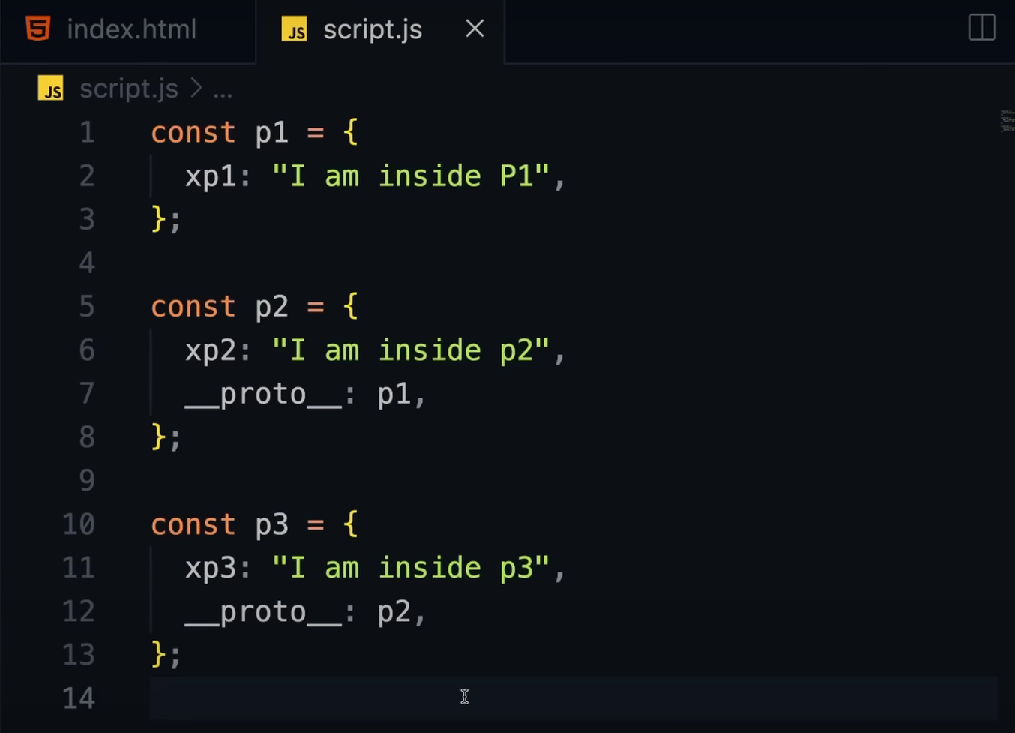 index.html
JS script.js
JS script.js > ...
1 const p1 = {
2 xp1: "I am inside P1",
3 };
4
5 const p2 = {
6 xp2: "I am inside p2",
7 __proto__: p1,
8 };
9
10 const p3 = {
11 xp3: "I am inside p3",
12 __proto__: p2,
13 };
14